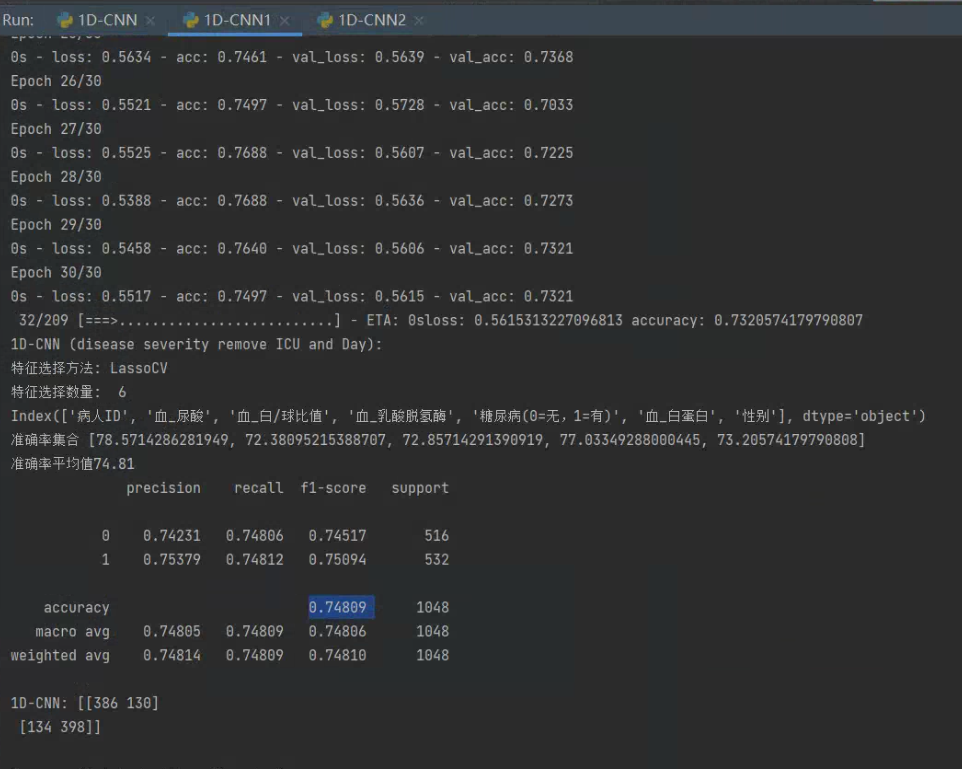 Run: 1D-CNN × 1D-CNN1 × 1D-CNN2 ×
0s - loss: 0.5634 - acc: 0.7461 - val_loss: 0.5639 - val_acc: 0.7368
Epoch 26/30
0s - loss: 0.5521 - acc: 0.7497 - val_loss: 0.5728 - val_acc: 0.7033
Epoch 27/30
0s - loss: 0.5525 - acc: 0.7688 - val_loss: 0.5607 - val_acc: 0.7225
Epoch 28/30
0s - loss: 0.5388 - acc: 0.7688 - val_loss: 0.5636 - val_acc: 0.7273
Epoch 29/30
0s - loss: 0.5458 - acc: 0.7640 - val_loss: 0.5606 - val_acc: 0.7321
Epoch 30/30
0s - loss: 0.5517 - acc: 0.7497 - val_loss: 0.5615 - val_acc: 0.7321
32/209 [===>..........................] - ETA: 0sloss: 0.5615313227096813 accuracy: 0.7320574179790807
1D-CNN (disease severity remove ICU and Day):
特征选择方法: LassoCV
特征选择数量: 6
Index(['病人ID', '血_尿酸', '血_白/球比值', '血_乳酸脱氢酶', '糖尿病(0=无，1=有)', '血_白蛋白', '性别'], dtype='object')
准确率集合 [78.5714286281949, 72.38095215388707, 72.85714291390919, 77.03349288000445, 73.20574179790808]
准确率平均值74.81
precision recall f1-score support
0 0.74231 0.74806 0.74517 516
1 0.75379 0.74812 0.75094 532
accuracy 0.74809 1048
macro avg 0.74805 0.74809 0.74806 1048
weighted avg 0.74814 0.74809 0.74810 1048
1D-CNN: [[386 130]
[134 398]]